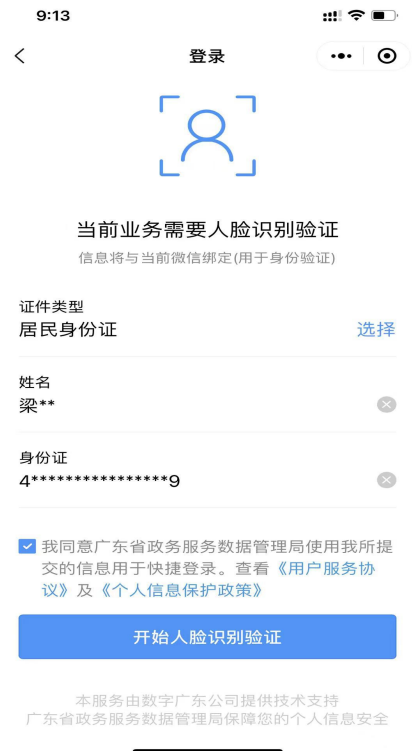 9:13
登录
当前业务需要人脸识别验证
信息将与当前微信绑定(用于身份验证)
证件类型
居民身份证
选择
姓名
梁**
身份证
4****************9
我同意广东省政务服务数据管理局使用我所提
交的信息用于快捷登录。查看《用户服务协
议》及《个人信息保护政策》
开始人脸识别验证
本服务由数字广东公司提供技术支持
广东省政务服务数据管理局保障您的个人信息安全